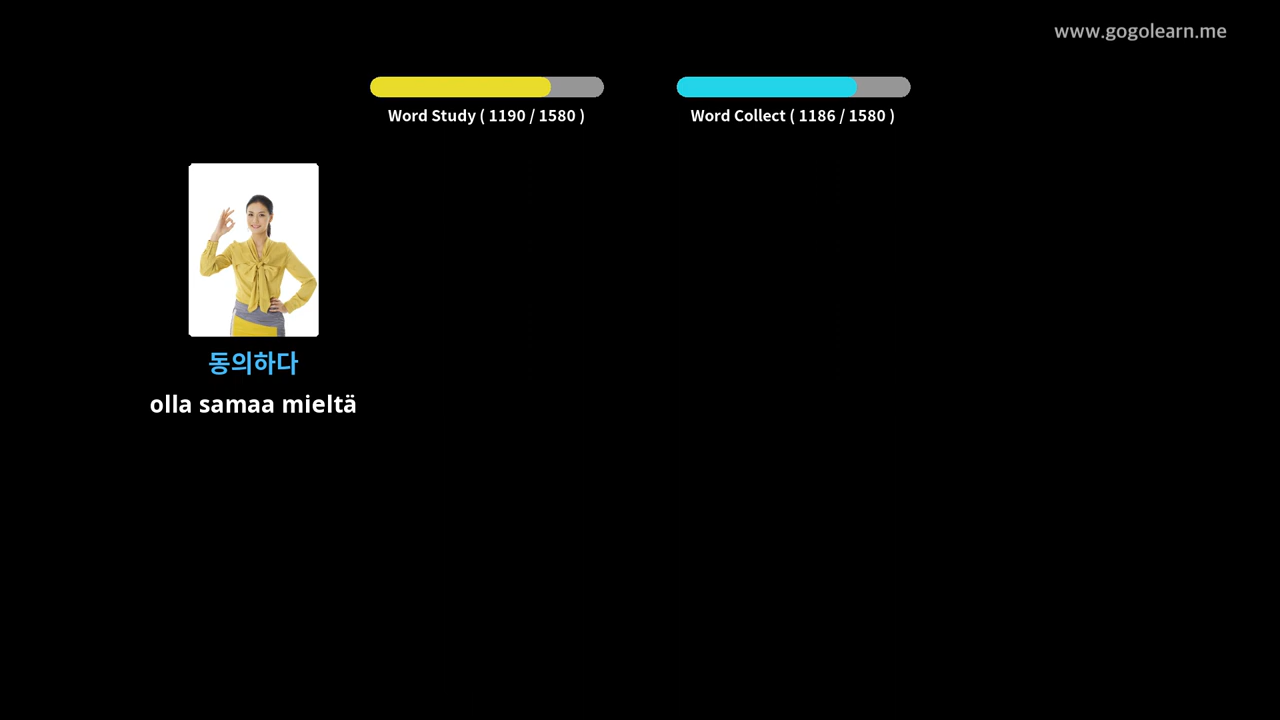 www.gogolearn.me
Word Study ( 1190 / 1580 )
Word Collect ( 1186 / 1580 )
동의하다
olla samaa mieltä